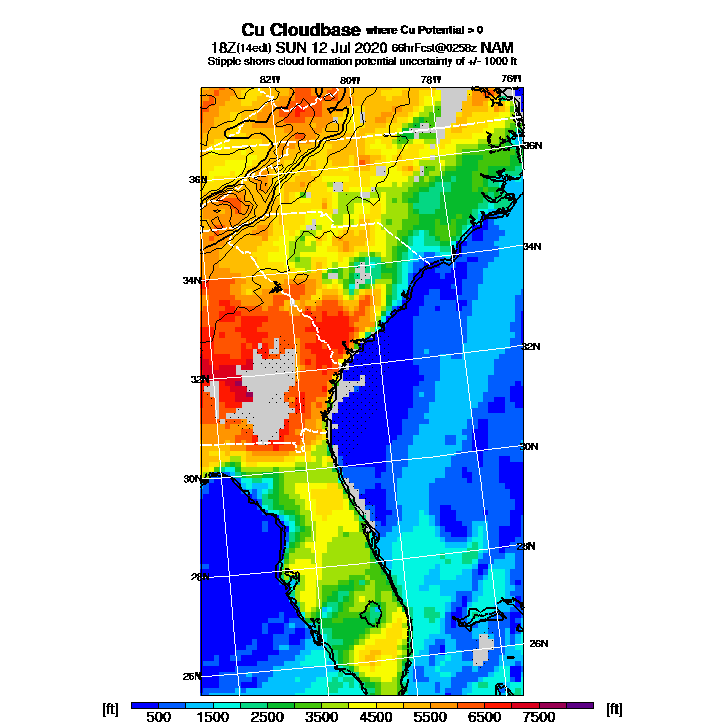 Cu Cloudbase where Cu Potential > 0
18Z(14edt) SUN 12 Jul 2020 66hrFcst@0258z NAM
Stipple shows cloud formation potential uncertainty of +/- 1000 ft
82W 80W 78W 76W
36N
36N
34N
34N
32N
32N
30N
30N
28N
28N
26N
26N
[ft] [ft]
500 1500 2500 3500 4500 5500 6500 7500